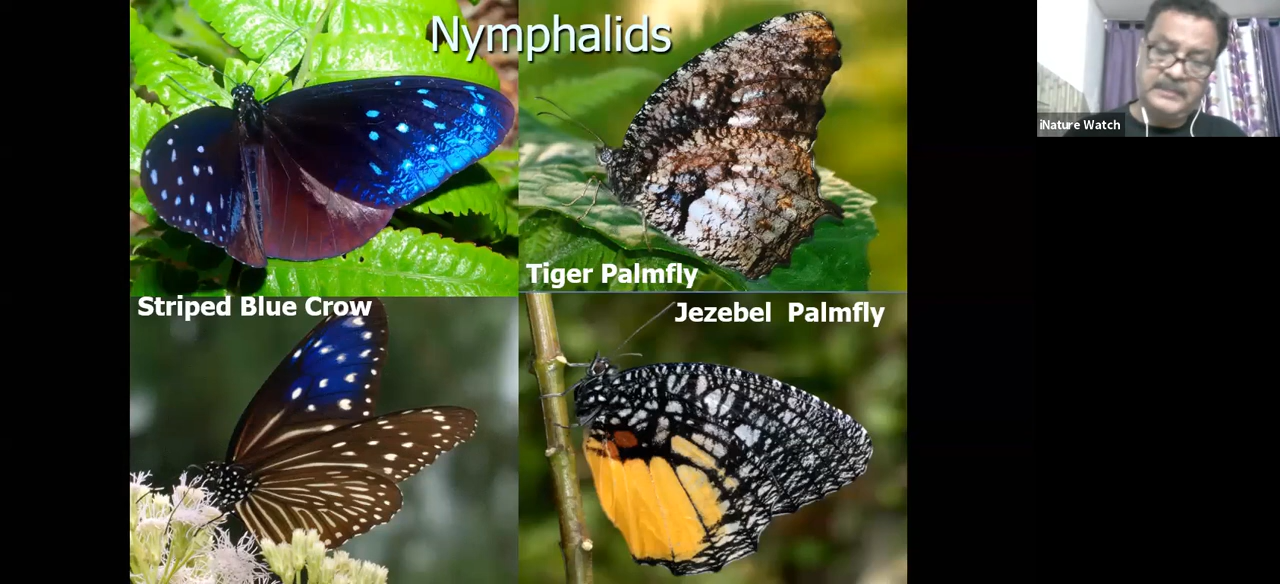 Nymphalids
iNature Watch
Tiger Palmfly
Striped Blue Crow
Jezebel Palmfly